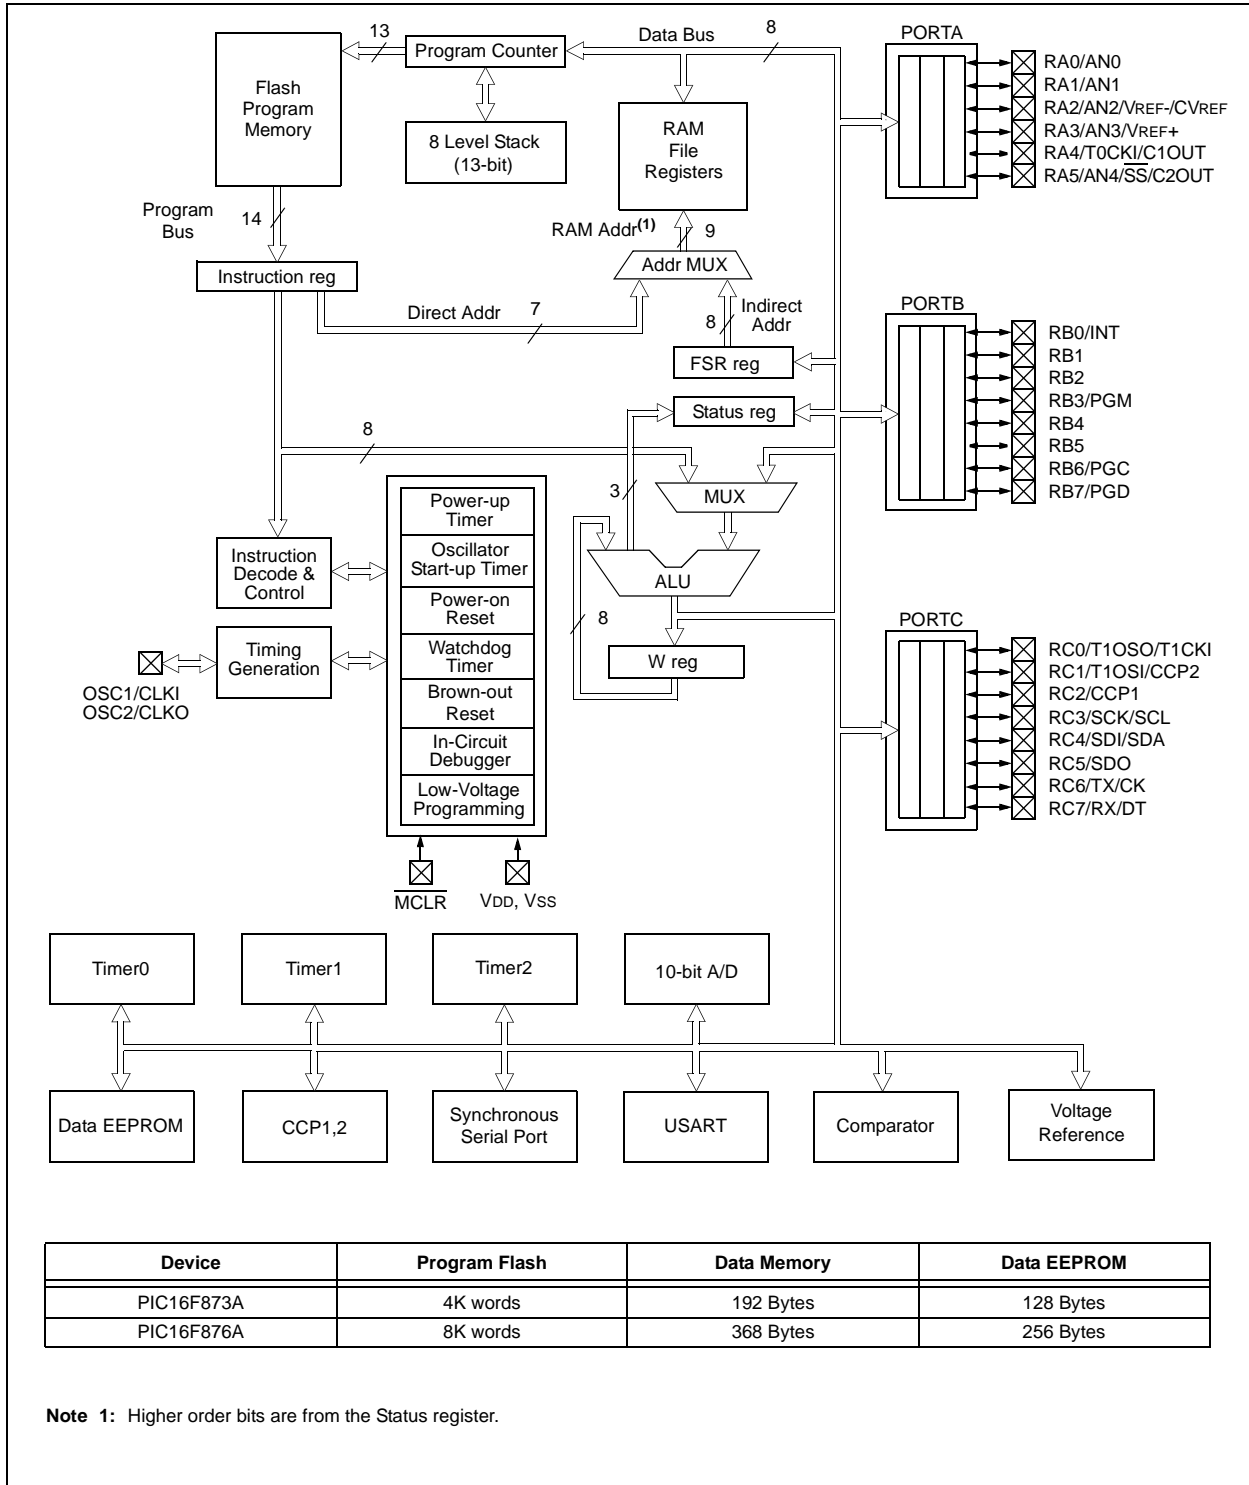 13
Data Bus
8
PORTA
Program Counter
Flash
Program
Memory
8 Level Stack
(13-bit)
RAM
File
Registers
RA0/AN0
RA1/AN1
RA2/AN2/VREF-/CVREF
RA3/AN3/VREF+
RA4/T0CKI/C1OUT
RA5/AN4/SS/C2OUT
Program
Bus
14
RAM Addr(1)
9
Addr MUX
Instruction reg
Direct Addr
7
8
Indirect
Addr
FSR reg
Status reg
PORTB
RB0/INT
RB1
RB2
RB3/PGM
RB4
RB5
RB6/PGC
RB7/PGD
8
3
MUX
Power-up
Timer
Oscillator
Start-up Timer
Power-on
Reset
Watchdog
Timer
Brown-out
Reset
In-Circuit
Debugger
Low-Voltage
Programming
Instruction
Decode &
Control
ALU
8
W reg
Timing
Generation
OSC1/CLKI
OSC2/CLKO
PORTC
RC0/T1OSO/T1CKI
RC1/T1OSI/CCP2
RC2/CCP1
RC3/SCK/SCL
RC4/SDI/SDA
RC5/SDO
RC6/TX/CK
RC7/RX/DT
MCLR
VDD, VSS
Timer0
Timer1
Timer2
10-bit A/D
Data EEPROM
CCP1,2
Synchronous
Serial Port
USART
Comparator
Voltage
Reference
Device Program Flash Data Memory Data EEPROM
PIC16F873A 4K words 192 Bytes 128 Bytes
PIC16F876A 8K words 368 Bytes 256 Bytes
Note 1: Higher order bits are from the Status register.